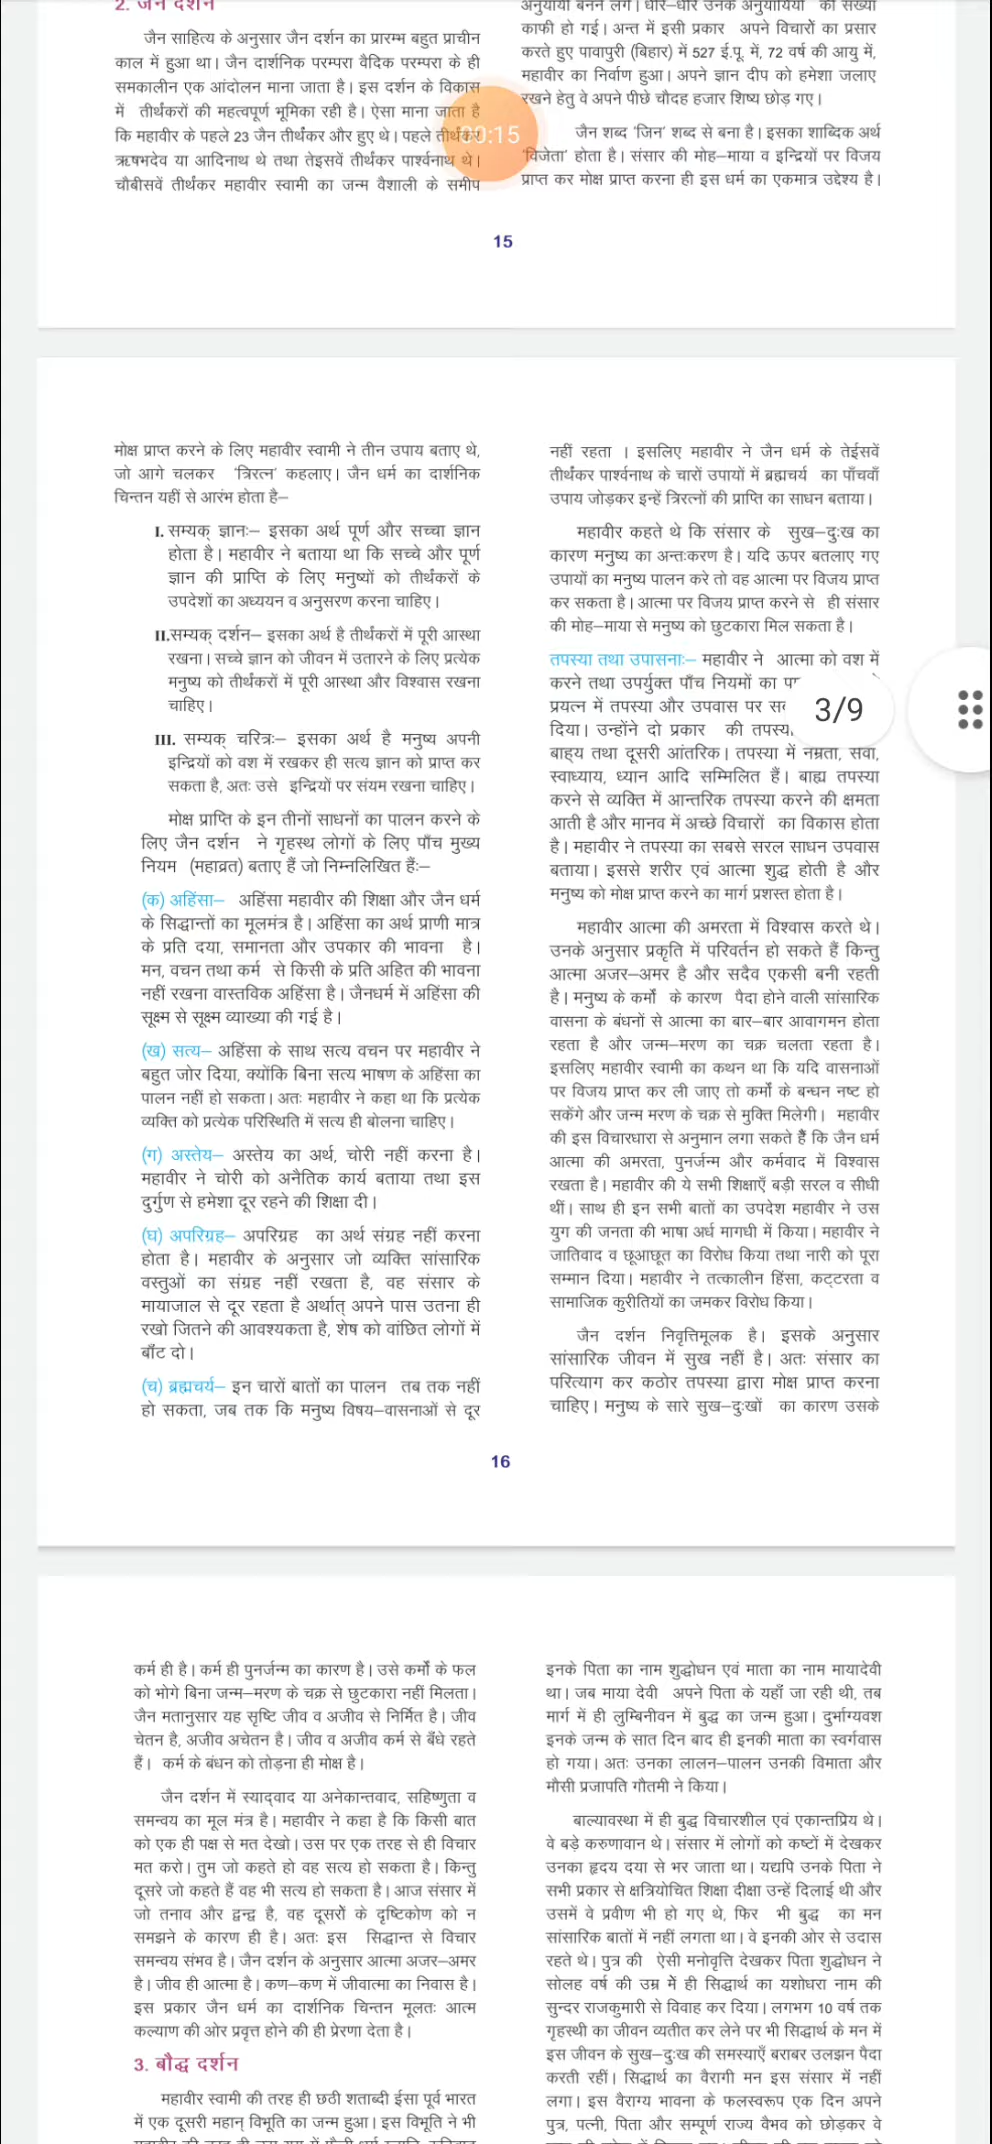 2. जैन दर्शन
जैन साहित्य के अनुसार जैन दर्शन का प्रारम्भ बहुत प्राचीन
काल में हुआ था। जैन दार्शनिक परम्परा वैदिक परम्परा के ही
समकालीन एक आंदोलन माना जाता है। इस दर्शन के विकास
में तीर्थकरों की महत्वपूर्ण भूमिका रही है। ऐसा माना जाता है
कि महावीर के पहले 23 जैन तीर्थंकर और हुए थे। पहले तीर्थंकर
ऋषभदेव या आदिनाथ थे तथा तेइसवें तीर्थंकर पार्श्वनाथ थे।
चौबीसवें तीर्थंकर महावीर स्वामी का जन्म वैशाली के समीप
अनुयायी बनने लगे। धीरे–धीरे उनके अनुयायियों की संख्या
काफी हो गई। अन्त में इसी प्रकार अपने विचारों का प्रसार
करते हुए पावापुरी (बिहार) में 527 ई.पू. में, 72 वर्ष की आयु में,
महावीर का निर्वाण हुआ। अपने ज्ञान दीप को हमेशा जलाए
रखने हेतु वे अपने पीछे चौदह हजार शिष्य छोड़ गए।
जैन शब्द 'जिन' शब्द से बना है। इसका शाब्दिक अर्थ
'विजेता' होता है। संसार की मोह–माया व इन्द्रियों पर विजय
प्राप्त कर मोक्ष प्राप्त करना ही इस धर्म का एकमात्र उद्देश्य है।
00:15
15
मोक्ष प्राप्त करने के लिए महावीर स्वामी ने तीन उपाय बताए थे,
जो आगे चलकर 'त्रिरत्न' कहलाए। जैन धर्म का दार्शनिक
चिन्तन यहीं से आरंभ होता है–
I. सम्यक् ज्ञानः– इसका अर्थ पूर्ण और सच्चा ज्ञान
होता है। महावीर ने बताया था कि सच्चे और पूर्ण
ज्ञान की प्राप्ति के लिए मनुष्यों को तीर्थकरों के
उपदेशों का अध्ययन व अनुसरण करना चाहिए।
II.सम्यक् दर्शन– इसका अर्थ है तीर्थंकरों में पूरी आस्था
रखना। सच्चे ज्ञान को जीवन में उतारने के लिए प्रत्येक
मनुष्य को तीर्थंकरों में पूरी आस्था और विश्वास रखना
चाहिए।
III. सम्यक् चरित्रः– इसका अर्थ है मनुष्य अपनी
इन्द्रियों को वश में रखकर ही सत्य ज्ञान को प्राप्त कर
सकता है, अतः उसे इन्द्रियों पर संयम रखना चाहिए।
मोक्ष प्राप्ति के इन तीनों साधनों का पालन करने के
लिए जैन दर्शन ने गृहस्थ लोगों के लिए पाँच मुख्य
नियम (महाव्रत) बताए हैं जो निम्नलिखित हैंः–
(क) अहिंसा– अहिंसा महावीर की शिक्षा और जैन धर्म
के सिद्धान्तों का मूलमंत्र है। अहिंसा का अर्थ प्राणी मात्र
के प्रति दया, समानता और उपकार की भावना है।
मन, वचन तथा कर्म से किसी के प्रति अहित की भावना
नहीं रखना वास्तविक अहिंसा है। जैनधर्म में अहिंसा की
सूक्ष्म से सूक्ष्म व्याख्या की गई है।
(ख) सत्य– अहिंसा के साथ सत्य वचन पर महावीर ने
बहुत जोर दिया, क्योंकि बिना सत्य भाषण के अहिंसा का
पालन नहीं हो सकता। अतः महावीर ने कहा था कि प्रत्येक
व्यक्ति को प्रत्येक परिस्थिति में सत्य ही बोलना चाहिए।
(ग) अस्तेय– अस्तेय का अर्थ, चोरी नहीं करना है।
महावीर ने चोरी को अनैतिक कार्य बताया तथा इस
दुर्गुण से हमेशा दूर रहने की शिक्षा दी।
(घ) अपरिग्रह– अपरिग्रह का अर्थ संग्रह नहीं करना
होता है। महावीर के अनुसार जो व्यक्ति सांसारिक
वस्तुओं का संग्रह नहीं रखता है, वह संसार के
मायाजाल से दूर रहता है अर्थात् अपने पास उतना ही
रखो जितने की आवश्यकता है, शेष को वांछित लोगों में
बाँट दो।
(च) ब्रह्मचर्य– इन चारों बातों का पालन तब तक नहीं
हो सकता, जब तक कि मनुष्य विषय–वासनाओं से दूर
नहीं रहता । इसलिए महावीर ने जैन धर्म के तेईसवें
तीर्थंकर पार्श्वनाथ के चारों उपायों में ब्रह्मचर्य का पाँचवाँ
उपाय जोड़कर इन्हें त्रिरत्नों की प्राप्ति का साधन बताया।
महावीर कहते थे कि संसार के सुख–दुःख का
कारण मनुष्य का अन्तःकरण है। यदि ऊपर बतलाए गए
उपायों का मनुष्य पालन करे तो वह आत्मा पर विजय प्राप्त
कर सकता है। आत्मा पर विजय प्राप्त करने से ही संसार
की मोह–माया से मनुष्य को छुटकारा मिल सकता है।
तपस्या तथा उपासनाः– महावीर ने आत्मा को वश में
करने तथा उपर्युक्त पाँच नियमों का
प्रयत्न में तपस्या और उपवास पर
दिया। उन्होंने दो प्रकार की
बाह्य तथा दूसरी आंतरिक। तपस्या में नम्रता, सेवा,
स्वाध्याय, ध्यान आदि सम्मिलित हैं। बाह्य तपस्या
करने से व्यक्ति में आन्तरिक तपस्या करने की क्षमता
आती है और मानव में अच्छे विचारों का विकास होता
है। महावीर ने तपस्या का सबसे सरल साधन उपवास
बताया। इससे शरीर एवं आत्मा शुद्ध होती है और
मनुष्य को मोक्ष प्राप्त करने का मार्ग प्रशस्त होता है।
महावीर आत्मा की अमरता में विश्वास करते थे।
उनके अनुसार प्रकृति में परिवर्तन हो सकते हैं किन्तु
आत्मा अजर–अमर है और सदैव एकसी बनी रहती
है। मनुष्य के कर्मों के कारण पैदा होने वाली सांसारिक
वासना के बंधनों से आत्मा का बार–बार आवागमन होता
रहता है और जन्म–मरण का चक्र चलता रहता है।
इसलिए महावीर स्वामी का कथन था कि यदि वासनाओं
पर विजय प्राप्त कर ली जाए तो कर्मों के बन्धन नष्ट हो
सकेंगे और जन्म मरण के चक्र से मुक्ति मिलेगी। महावीर
की इस विचारधारा से अनुमान लगा सकते हैं कि जैन धर्म
आत्मा की अमरता, पुनर्जन्म और कर्मवाद में विश्वास
रखता है। महावीर की ये सभी शिक्षाएँ बड़ी सरल व सीधी
थीं। साथ ही इन सभी बातों का उपदेश महावीर ने उस
युग की जनता की भाषा अर्ध मागधी में किया। महावीर ने
जातिवाद व छूआछूत का विरोध किया तथा नारी को पूरा
सम्मान दिया। महावीर ने तत्कालीन हिंसा, कट्टरता व
सामाजिक कुरीतियों का जमकर विरोध किया।
जैन दर्शन निवृत्तिमूलक है। इसके अनुसार
सांसारिक जीवन में सुख नहीं है। अतः संसार का
परित्याग कर कठोर तपस्या द्वारा मोक्ष प्राप्त करना
चाहिए। मनुष्य के सारे सुख–दुःखों का कारण उसके
3/9
16
कर्म ही है। कर्म ही पुनर्जन्म का कारण है। उसे कर्मों के फल
को भोगे बिना जन्म–मरण के चक्र से छुटकारा नहीं मिलता।
जैन मतानुसार यह सृष्टि जीव व अजीव से निर्मित है। जीव
चेतन है, अजीव अचेतन है। जीव व अजीव कर्म से बँधे रहते
हैं। कर्म के बंधन को तोड़ना ही मोक्ष है।
जैन दर्शन में स्याद्वाद या अनेकान्तवाद, सहिष्णुता व
समन्वय का मूल मंत्र है। महावीर ने कहा है कि किसी बात
को एक ही पक्ष से मत देखो। उस पर एक तरह से ही विचार
मत करो। तुम जो कहते हो वह सत्य हो सकता है। किन्तु
दूसरे जो कहते हैं वह भी सत्य हो सकता है। आज संसार में
जो तनाव और द्वन्द्व है, वह दूसरों के दृष्टिकोण को न
समझने के कारण ही है। अतः इस सिद्धान्त से विचार
समन्वय संभव है। जैन दर्शन के अनुसार आत्मा अजर–अमर
है। जीव ही आत्मा है। कण–कण में जीवात्मा का निवास है।
इस प्रकार जैन धर्म का दार्शनिक चिन्तन मूलतः आत्म
कल्याण की ओर प्रवृत्त होने की ही प्रेरणा देता है।
3. बौद्ध दर्शन
महावीर स्वामी की तरह ही छठी शताब्दी ईसा पूर्व भारत
में एक दूसरी महान् विभूति का जन्म हुआ। इस विभूति ने भी
इनके पिता का नाम शुद्धोधन एवं माता का नाम मायादेवी
था। जब माया देवी अपने पिता के यहाँ जा रही थी, तब
मार्ग में ही लुम्बिनीवन में बुद्ध का जन्म हुआ। दुर्भाग्यवश
इनके जन्म के सात दिन बाद ही इनकी माता का स्वर्गवास
हो गया। अतः उनका लालन–पालन उनकी विमाता और
मौसी प्रजापति गौतमी ने किया।
बाल्यावस्था में ही बुद्ध विचारशील एवं एकान्तप्रिय थे।
वे बड़े करुणावान थे। संसार में लोगों को कष्टों में देखकर
उनका हृदय दया से भर जाता था। यद्यपि उनके पिता ने
सभी प्रकार से क्षत्रियोचित शिक्षा दीक्षा उन्हें दिलाई थी और
उसमें वे प्रवीण भी हो गए थे, फिर भी बुद्ध का मन
सांसारिक बातों में नहीं लगता था। वे इनकी ओर से उदास
रहते थे। पुत्र की ऐसी मनोवृत्ति देखकर पिता शुद्धोधन ने
सोलह वर्ष की उम्र में ही सिद्धार्थ का यशोधरा नाम की
सुन्दर राजकुमारी से विवाह कर दिया। लगभग 10 वर्ष तक
गृहस्थी का जीवन व्यतीत कर लेने पर भी सिद्धार्थ के मन में
इस जीवन के सुख–दुःख की समस्याएँ बराबर उलझन पैदा
करती रहीं। सिद्धार्थ का वैरागी मन इस संसार में नहीं
लगा। इस वैराग्य भावना के फलस्वरूप एक दिन अपने
पुत्र, पत्नी, पिता और सम्पूर्ण राज्य वैभव को छोड़कर वे